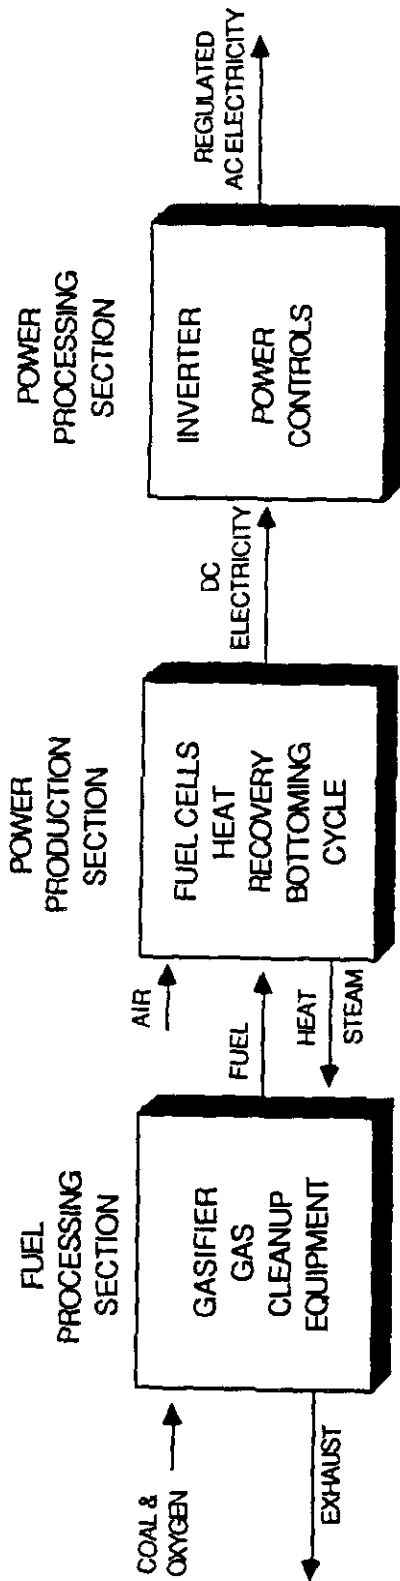 FUEL
PROCESSING
SECTION
POWER
PRODUCTION
SECTION
POWER
PROCESSING
SECTION
COAL &
OXYGEN
GASIFIER
GAS
CLEANUP
EQUIPMENT
EXHAUST
AIR
FUEL
HEAT
STEAM
FUEL CELLS
HEAT
RECOVERY
BOTTOMING
CYCLE
DC
ELECTRICITY
INVERTER
POWER
CONTROLS
REGULATED
AC ELECTRICITY